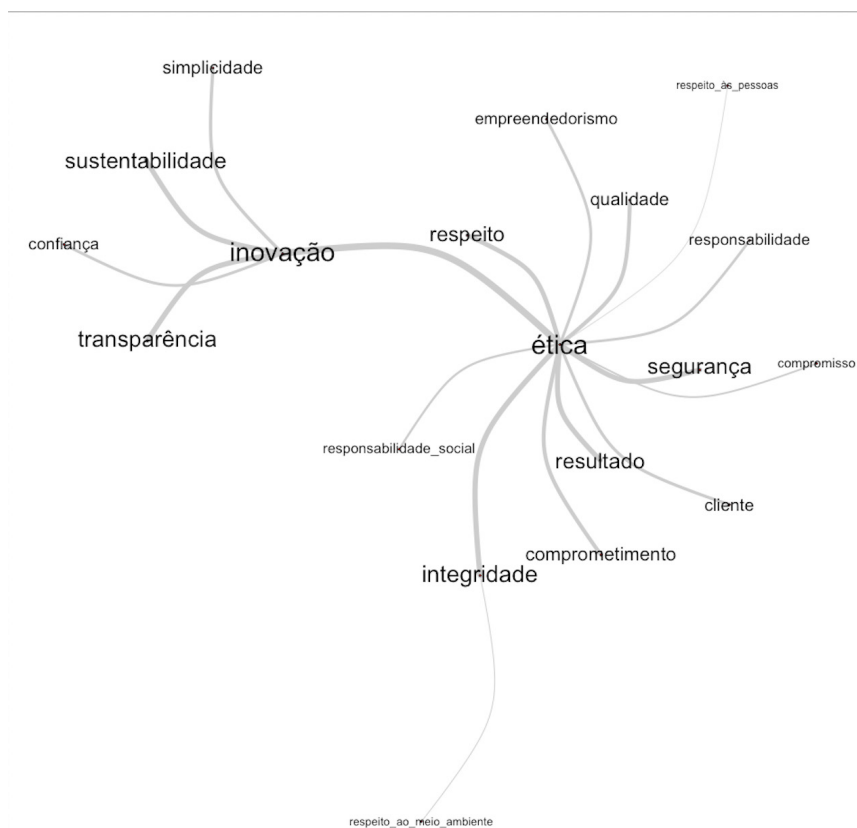 simplicidade
respeito_às_pessoas
empreendedorismo
sustentabilidade
qualidade
respeito
responsabilidade
confiança
inovação
transparência
ética
segurança
compromisso
responsabilidade_social
resultado
cliente
comprometimento
integridade
respeito_ao_meio_ambiente